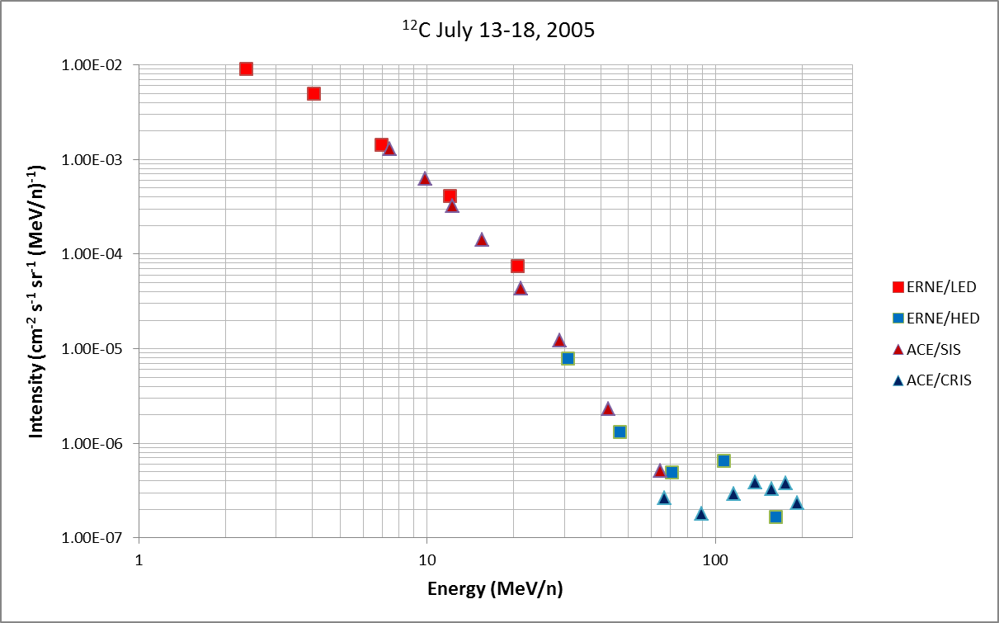 ¹²C July 13-18, 2005
1.00E-02
1.00E-03
1.00E-04
1.00E-05
1.00E-06
1.00E-07
Intensity (cm⁻² s⁻¹ sr⁻¹ (MeV/n)⁻¹)
1 10 100
Energy (MeV/n)
ERNE/LED
ERNE/HED
ACE/SIS
ACE/CRIS